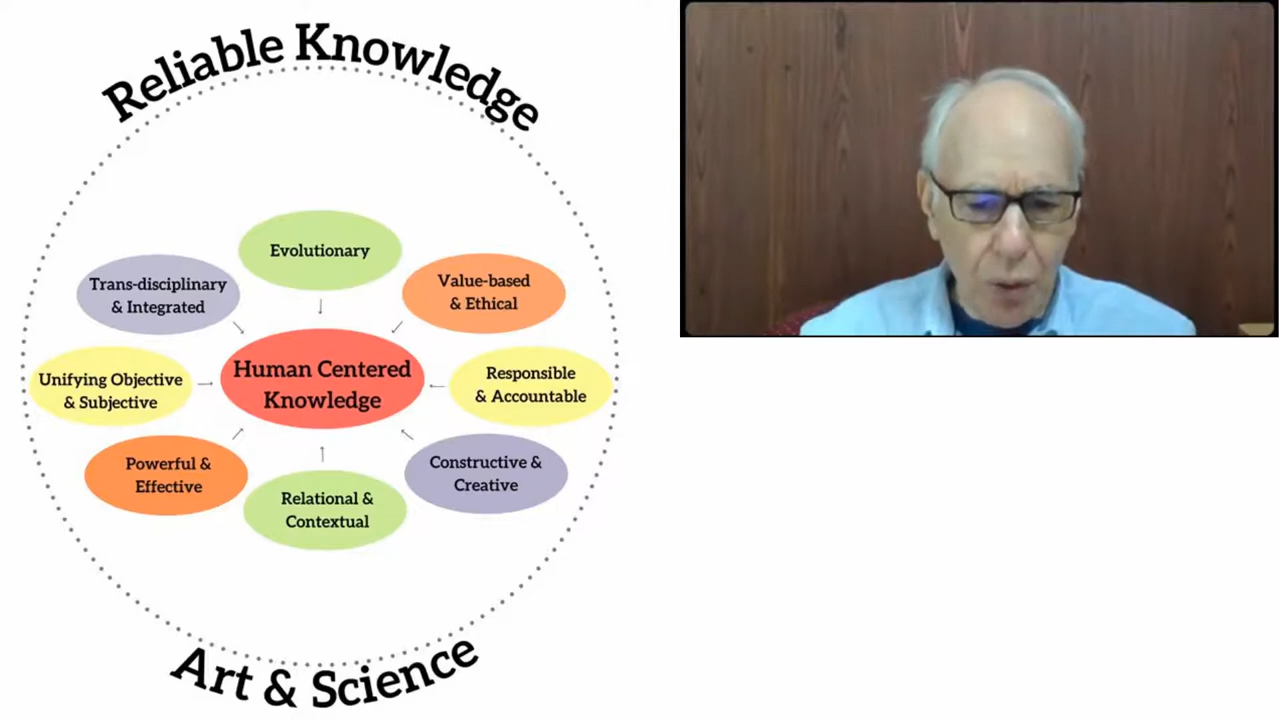 Reliable Knowledge
Evolutionary
Trans-disciplinary
& Integrated
Value-based
& Ethical
Human Centered
Knowledge
Unifying Objective
& Subjective
Responsible
& Accountable
Powerful &
Effective
Constructive &
Creative
Relational &
Contextual
Art & Science